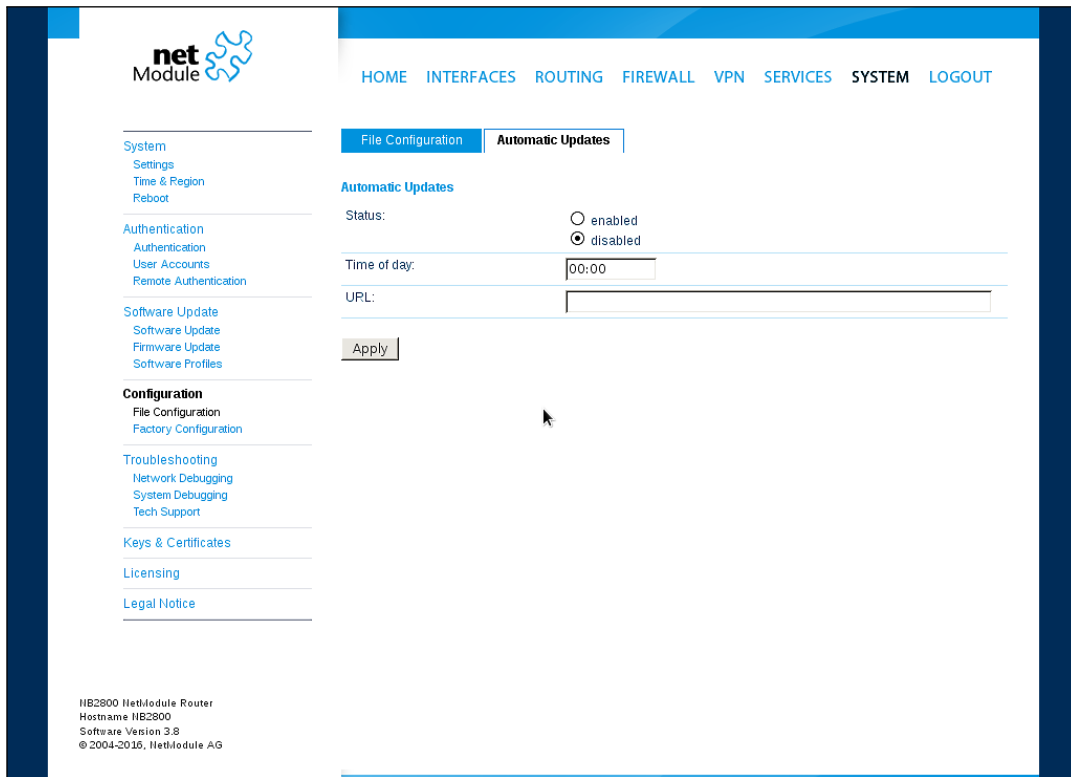 net
Module
HOME INTERFACES ROUTING FIREWALL VPN SERVICES SYSTEM LOGOUT
System
Settings
Time & Region
Reboot
Authentication
Authentication
User Accounts
Remote Authentication
Software Update
Software Update
Firmware Update
Software Profiles
Configuration
File Configuration
Factory Configuration
Troubleshooting
Network Debugging
System Debugging
Tech Support
Keys & Certificates
Licensing
Legal Notice
File Configuration Automatic Updates
Automatic Updates
Status:
enabled
disabled
Time of day: 00:00
URL:
Apply
NB2800 NetModule Router
Hostname NB2800
Software Version 3.8
© 2004-2016, NetModule AG